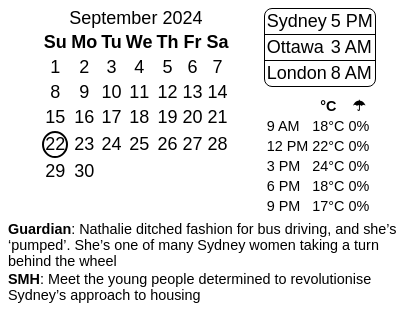 September 2024
Su Mo Tu We Th Fr Sa
1 2 3 4 5 6 7
8 9 10 11 12 13 14
15 16 17 18 19 20 21
22 23 24 25 26 27 28
29 30
Sydney 5 PM
Ottawa 3 AM
London 8 AM
°C ☂
9 AM 18°C 0%
12 PM 22°C 0%
3 PM 24°C 0%
6 PM 18°C 0%
9 PM 17°C 0%
Guardian: Nathalie ditched fashion for bus driving, and she’s
‘pumped’. She’s one of many Sydney women taking a turn
behind the wheel
SMH: Meet the young people determined to revolutionise
Sydney’s approach to housing